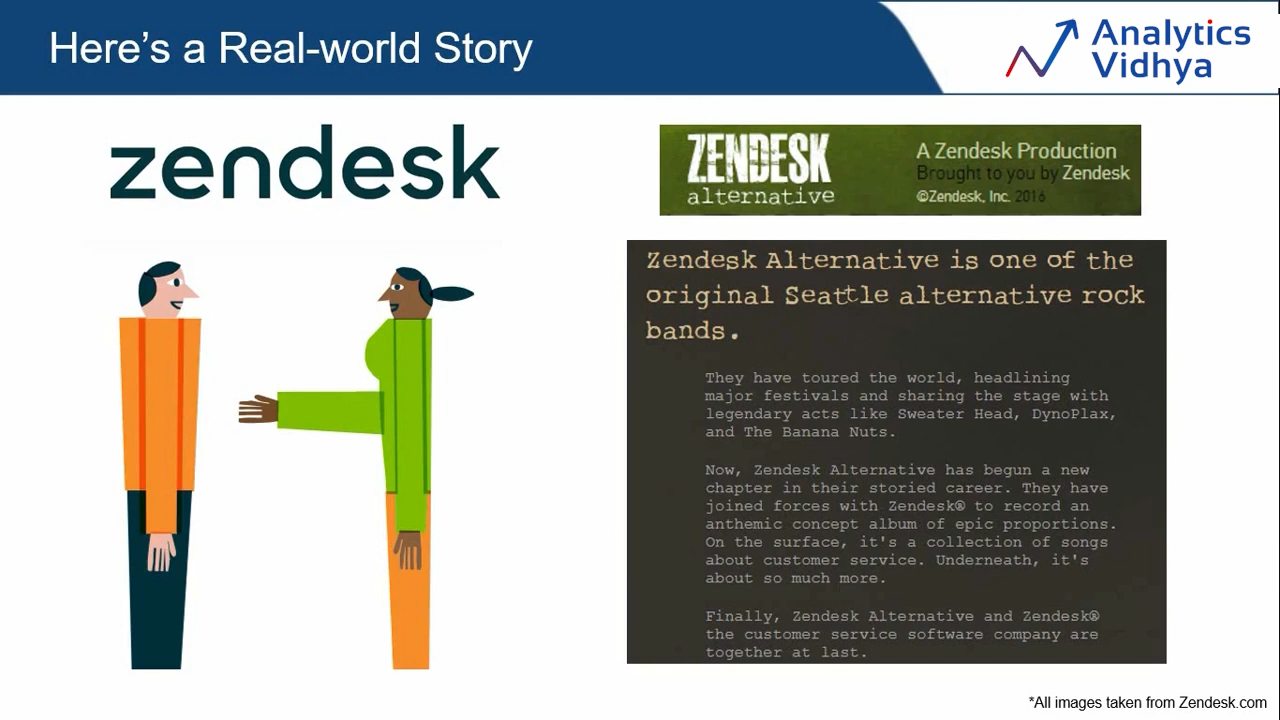 Here's a Real-world Story
Analytics
Vidhya
zendesk
ZENDESK
alternative
A Zendesk Production
Brought to you by Zendesk
©Zendesk, Inc. 2016
Zendesk Alternative is one of the
original Seattle alternative rock
bands.
They have toured the world, headlining
major festivals and sharing the stage with
legendary acts like Sweater Head, DynoPlax,
and The Banana Nuts.
Now, Zendesk Alternative has begun a new
chapter in their storied career. They have
joined forces with Zendesk® to record an
anthemic concept album of epic proportions.
On the surface, it's a collection of songs
about customer service. Underneath, it's
about so much more.
Finally, Zendesk Alternative and Zendesk®
the customer service software company are
together at last.
*All images taken from Zendesk.com